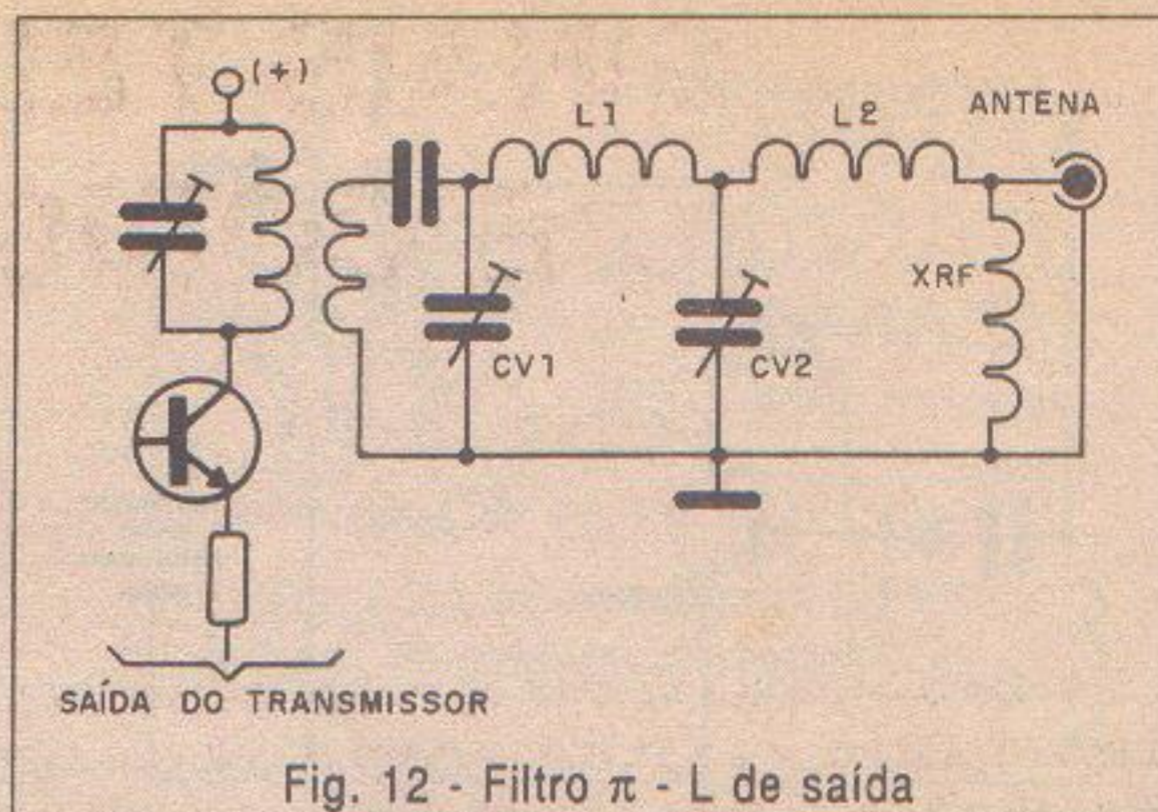 (+)
L1
L2
ANTENA
XRF
CV1
CV2
SAÍDA DO TRANSMISSOR
Fig. 12 - Filtro π - L de saída